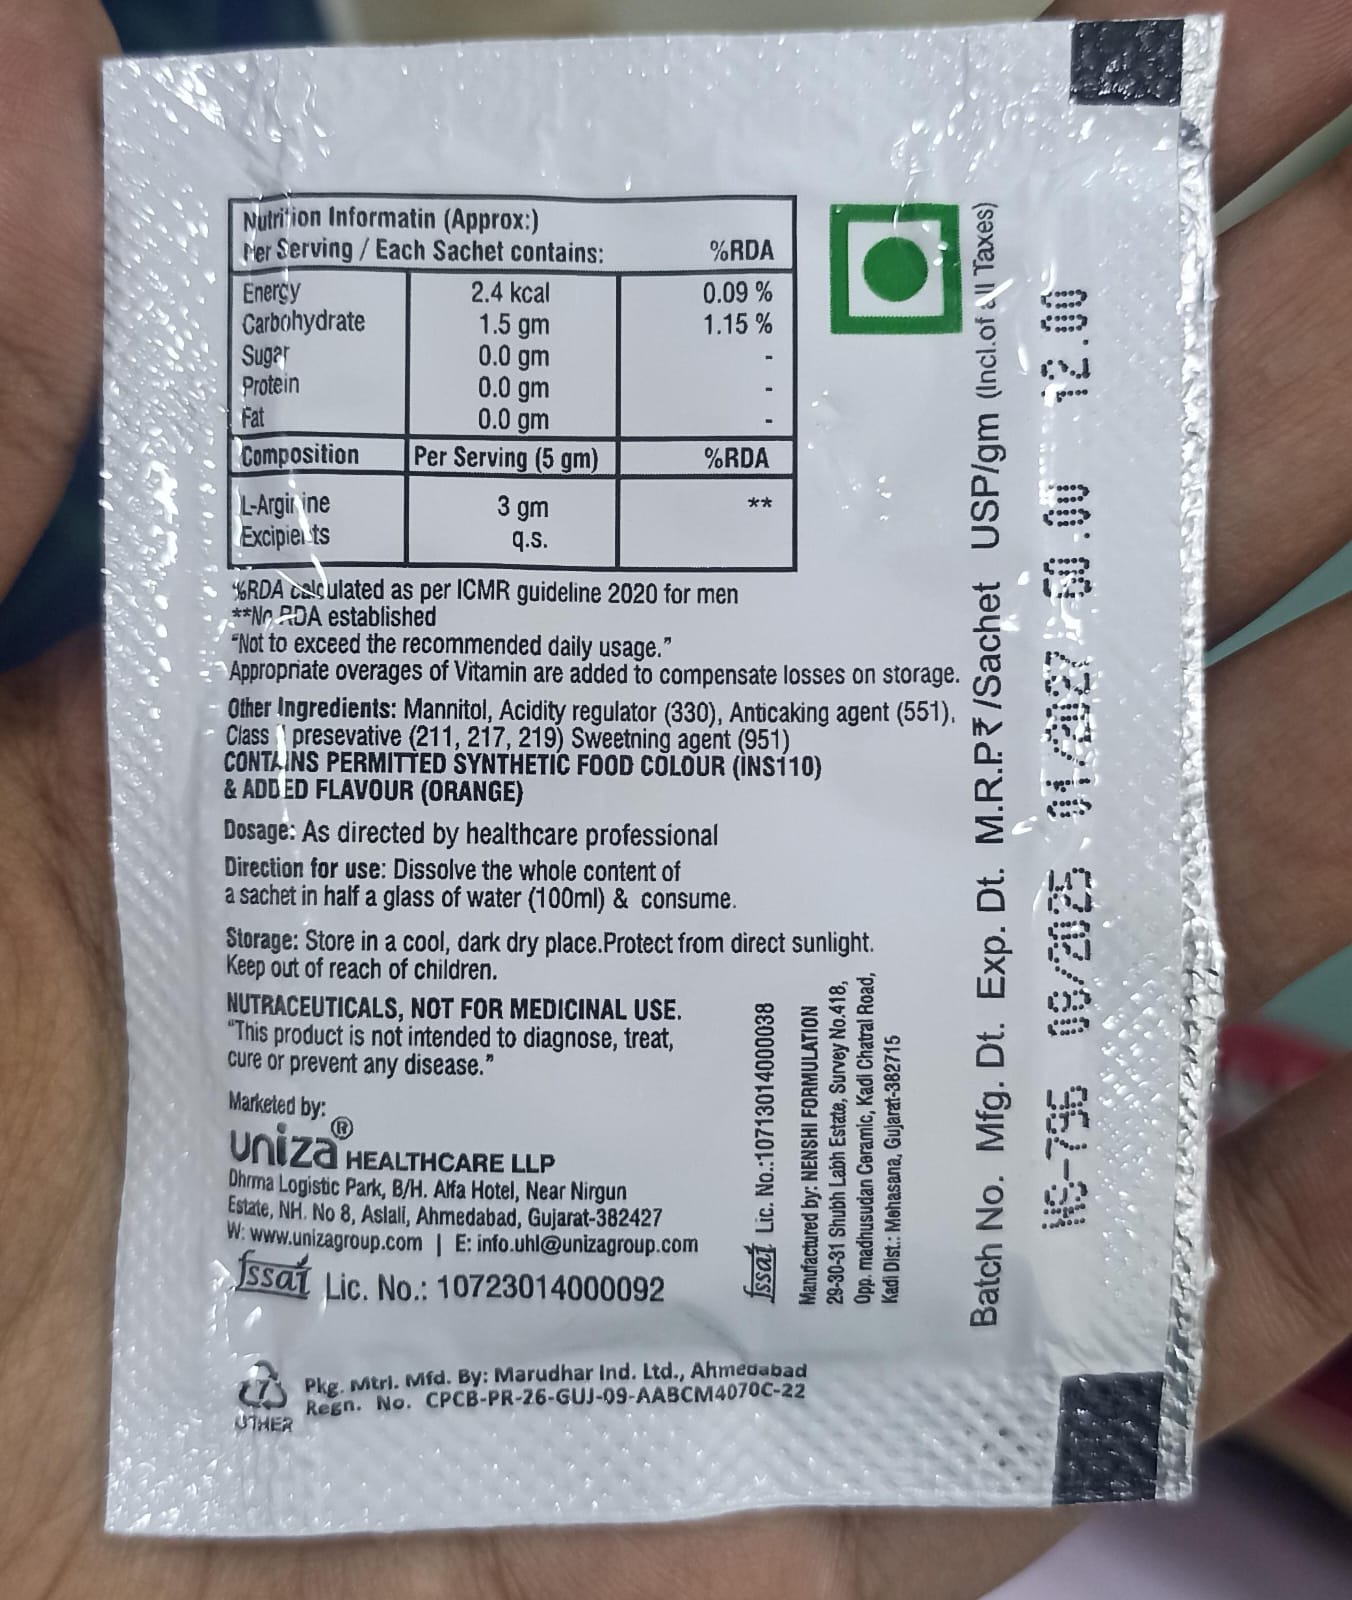 Nutrition Informatin (Approx:)
Per Serving / Each Sachet contains: %RDA
Energy 2.4 kcal 0.09 %
Carbohydrate 1.5 gm 1.15 %
Sugar 0.0 gm -
Protein 0.0 gm -
Fat 0.0 gm -
Composition Per Serving (5 gm) %RDA
L-Arginine 3 gm **
Excipients q.s.
%RDA calculated as per ICMR guideline 2020 for men
**No RDA established
"Not to exceed the recommended daily usage."
Appropriate overages of Vitamin are added to compensate losses on storage.
Other Ingredients: Mannitol, Acidity regulator (330), Anticaking agent (551),
Class presevative (211, 217, 219) Sweetning agent (951)
CONTAINS PERMITTED SYNTHETIC FOOD COLOUR (INS110)
& ADDED FLAVOUR (ORANGE)
Dosage: As directed by healthcare professional
Direction for use: Dissolve the whole content of
a sachet in half a glass of water (100ml) & consume.
Storage: Store in a cool, dark dry place.Protect from direct sunlight.
Keep out of reach of children.
NUTRACEUTICALS, NOT FOR MEDICINAL USE.
"This product is not intended to diagnose, treat,
cure or prevent any disease."
Marketed by:
uniza® HEALTHCARE LLP
Dhrma Logistic Park, B/H. Alfa Hotel, Near Nirgun
Estate, NH. No 8, Aslali, Ahmedabad, Gujarat-382427
W: www.unizagroup.com | E: info.uhl@unizagroup.com
fssai Lic. No.: 10723014000092
fssai Lic. No.:10713014000038
Manufactured by: NENSHI FORMULATION
29-30-31 Shubh Labh Estate, Survey No.418,
Opp. madhusudan Ceramic, Kadi Chatral Road,
Kadi Dist.: Mehasana, Gujarat-382715
Batch No. Mfg. Dt. Exp. Dt. M.R.P.₹/Sachet USP/gm (Incl.of all Taxes)
08/2025 01/2027 60.00 12.00
7
OTHER
Pkg. Mtrl. Mfd. By: Marudhar Ind. Ltd., Ahmedabad
Regn. No. CPCB-PR-26-GUJ-09-AABCM4070C-22